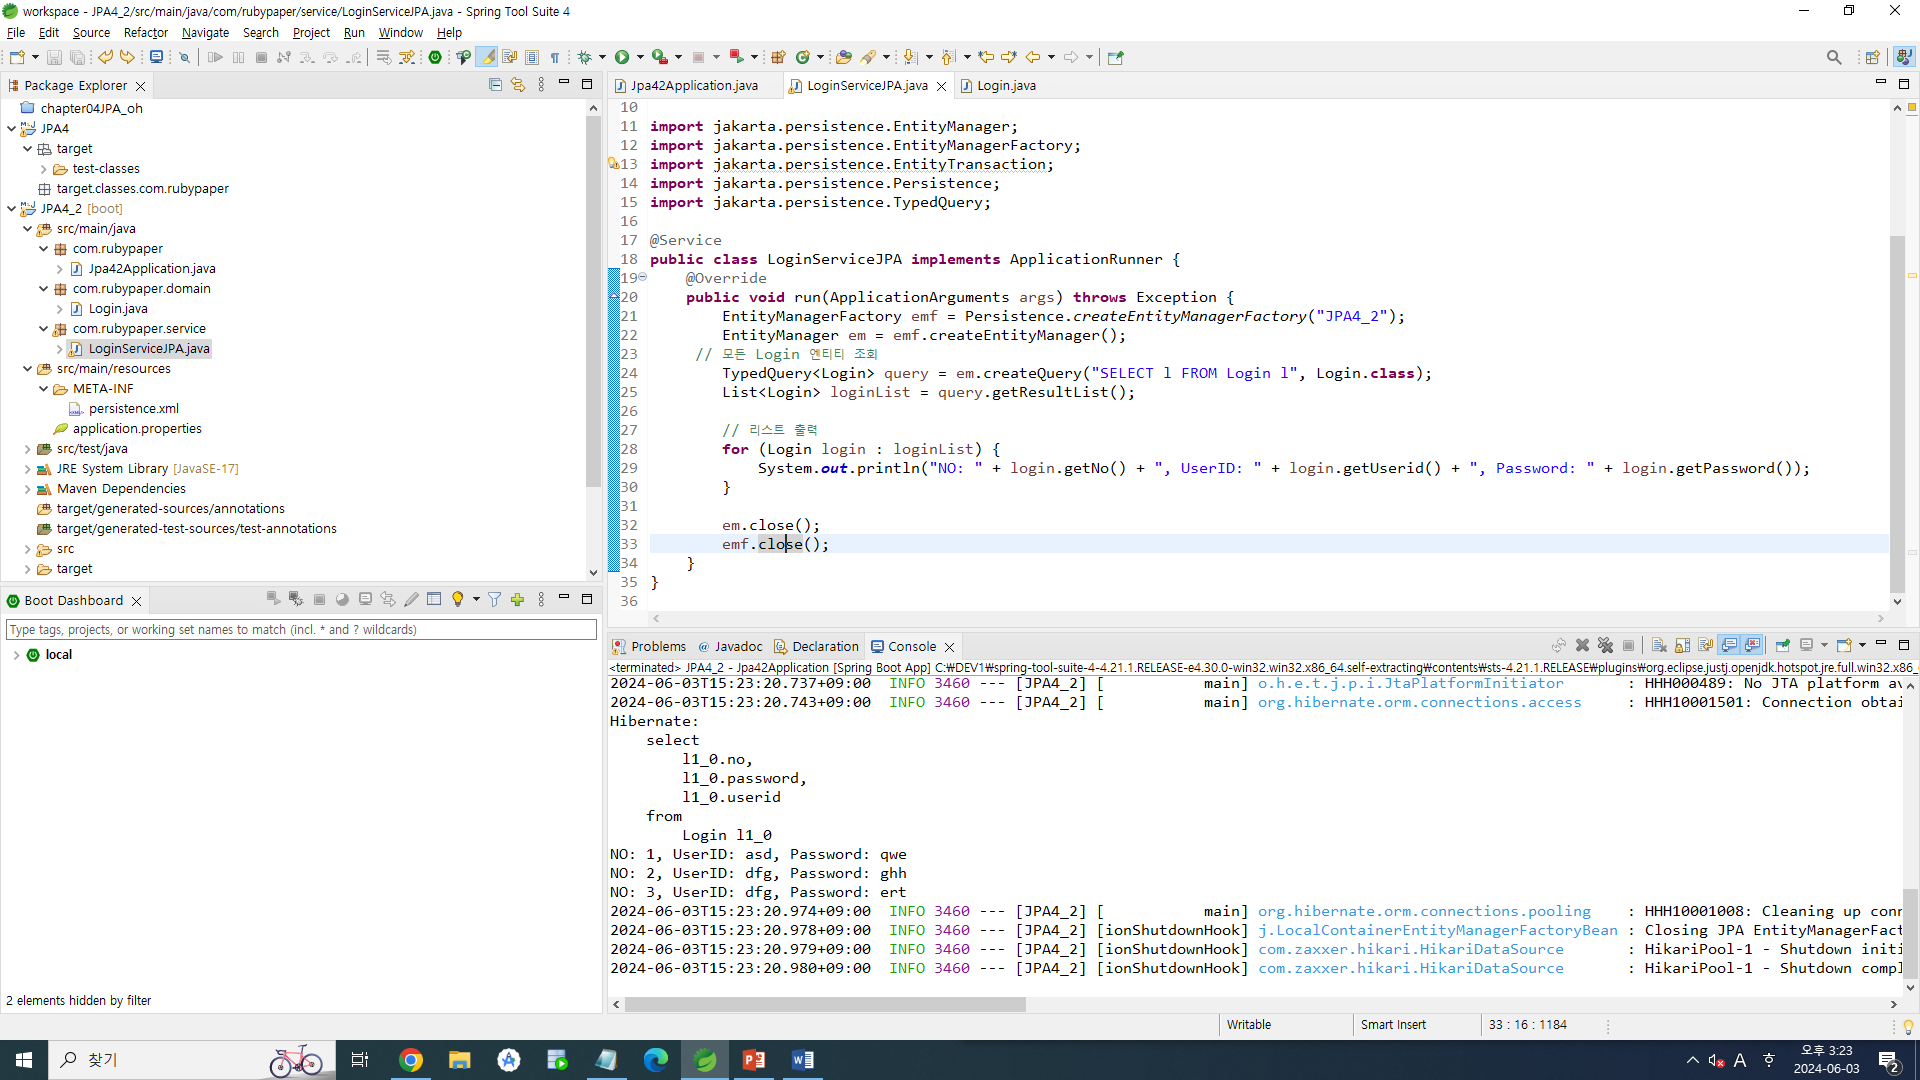 workspace - JPA4_2/src/main/java/com/rubypaper/service/LoginServiceJPA.java - Spring Tool Suite 4
File Edit Source Refactor Navigate Search Project Run Window Help
Package Explorer
chapter04JPA_oh
JPA4
target
test-classes
target.classes.com.rubypaper
JPA4_2 [boot]
src/main/java
com.rubypaper
Jpa42Application.java
com.rubypaper.domain
Login.java
com.rubypaper.service
LoginServiceJPA.java
src/main/resources
META-INF
persistence.xml
application.properties
src/test/java
JRE System Library [JavaSE-17]
Maven Dependencies
target/generated-sources/annotations
target/generated-test-sources/test-annotations
src
target
Boot Dashboard
Type tags, projects, or working set names to match (incl. * and ? wildcards)
local
2 elements hidden by filter
Jpa42Application.java LoginServiceJPA.java Login.java
10
11 import jakarta.persistence.EntityManager;
12 import jakarta.persistence.EntityManagerFactory;
13 import jakarta.persistence.EntityTransaction;
14 import jakarta.persistence.Persistence;
15 import jakarta.persistence.TypedQuery;
16
17 @Service
18 public class LoginServiceJPA implements ApplicationRunner {
19 @Override
20 public void run(ApplicationArguments args) throws Exception {
21 EntityManagerFactory emf = Persistence.createEntityManagerFactory("JPA4_2");
22 EntityManager em = emf.createEntityManager();
23 // 모든 Login 엔티티 조회
24 TypedQuery<Login> query = em.createQuery("SELECT l FROM Login l", Login.class);
25 List<Login> loginList = query.getResultList();
26
27 // 리스트 출력
28 for (Login login : loginList) {
29 System.out.println("NO: " + login.getNo() + ", UserID: " + login.getUserid() + ", Password: " + login.getPassword());
30 }
31
32 em.close();
33 emf.close();
34 }
35 }
36
Problems Javadoc Declaration Console
<terminated> JPA4_2 - Jpa42Application [Spring Boot App] C:₩DEV1₩spring-tool-suite-4-4.21.1.RELEASE-e4.30.0-win32.win32.x86_64.self-extracting₩contents₩sts-4.21.1.RELEASE₩plugins₩org.eclipse.justj.openjdk.hotspot.jre.full.win32.x86_
2024-06-03T15:23:20.737+09:00 INFO 3460 --- [JPA4_2] [ main] o.h.e.t.j.p.i.JtaPlatformInitiator : HHH000489: No JTA platform av
2024-06-03T15:23:20.743+09:00 INFO 3460 --- [JPA4_2] [ main] org.hibernate.orm.connections.access : HHH10001501: Connection obtai
Hibernate:
select
l1_0.no,
l1_0.password,
l1_0.userid
from
Login l1_0
NO: 1, UserID: asd, Password: qwe
NO: 2, UserID: dfg, Password: ghh
NO: 3, UserID: dfg, Password: ert
2024-06-03T15:23:20.974+09:00 INFO 3460 --- [JPA4_2] [ main] org.hibernate.orm.connections.pooling : HHH10001008: Cleaning up conn
2024-06-03T15:23:20.978+09:00 INFO 3460 --- [JPA4_2] [ionShutdownHook] j.LocalContainerEntityManagerFactoryBean : Closing JPA EntityManagerFact
2024-06-03T15:23:20.979+09:00 INFO 3460 --- [JPA4_2] [ionShutdownHook] com.zaxxer.hikari.HikariDataSource : HikariPool-1 - Shutdown initi
2024-06-03T15:23:20.980+09:00 INFO 3460 --- [JPA4_2] [ionShutdownHook] com.zaxxer.hikari.HikariDataSource : HikariPool-1 - Shutdown compl
Writable Smart Insert 33 : 16 : 1184
찾기
A
오후 3:23
2024-06-03
2